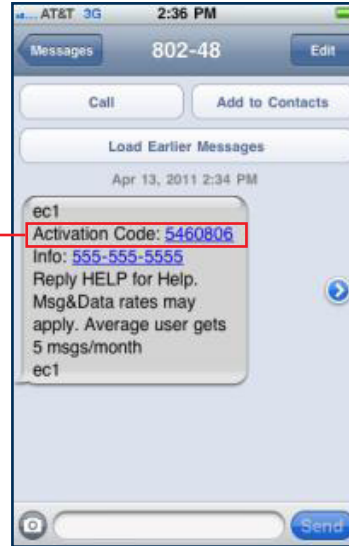 AT&T 3G 2:36 PM
Messages 802-48 Edit
Call Add to Contacts
Load Earlier Messages
Apr 13, 2011 2:34 PM
ec1
Activation Code: 5460806
Info: 555-555-5555
Reply HELP for Help.
Msg&Data rates may
apply. Average user gets
5 msgs/month
ec1
Send